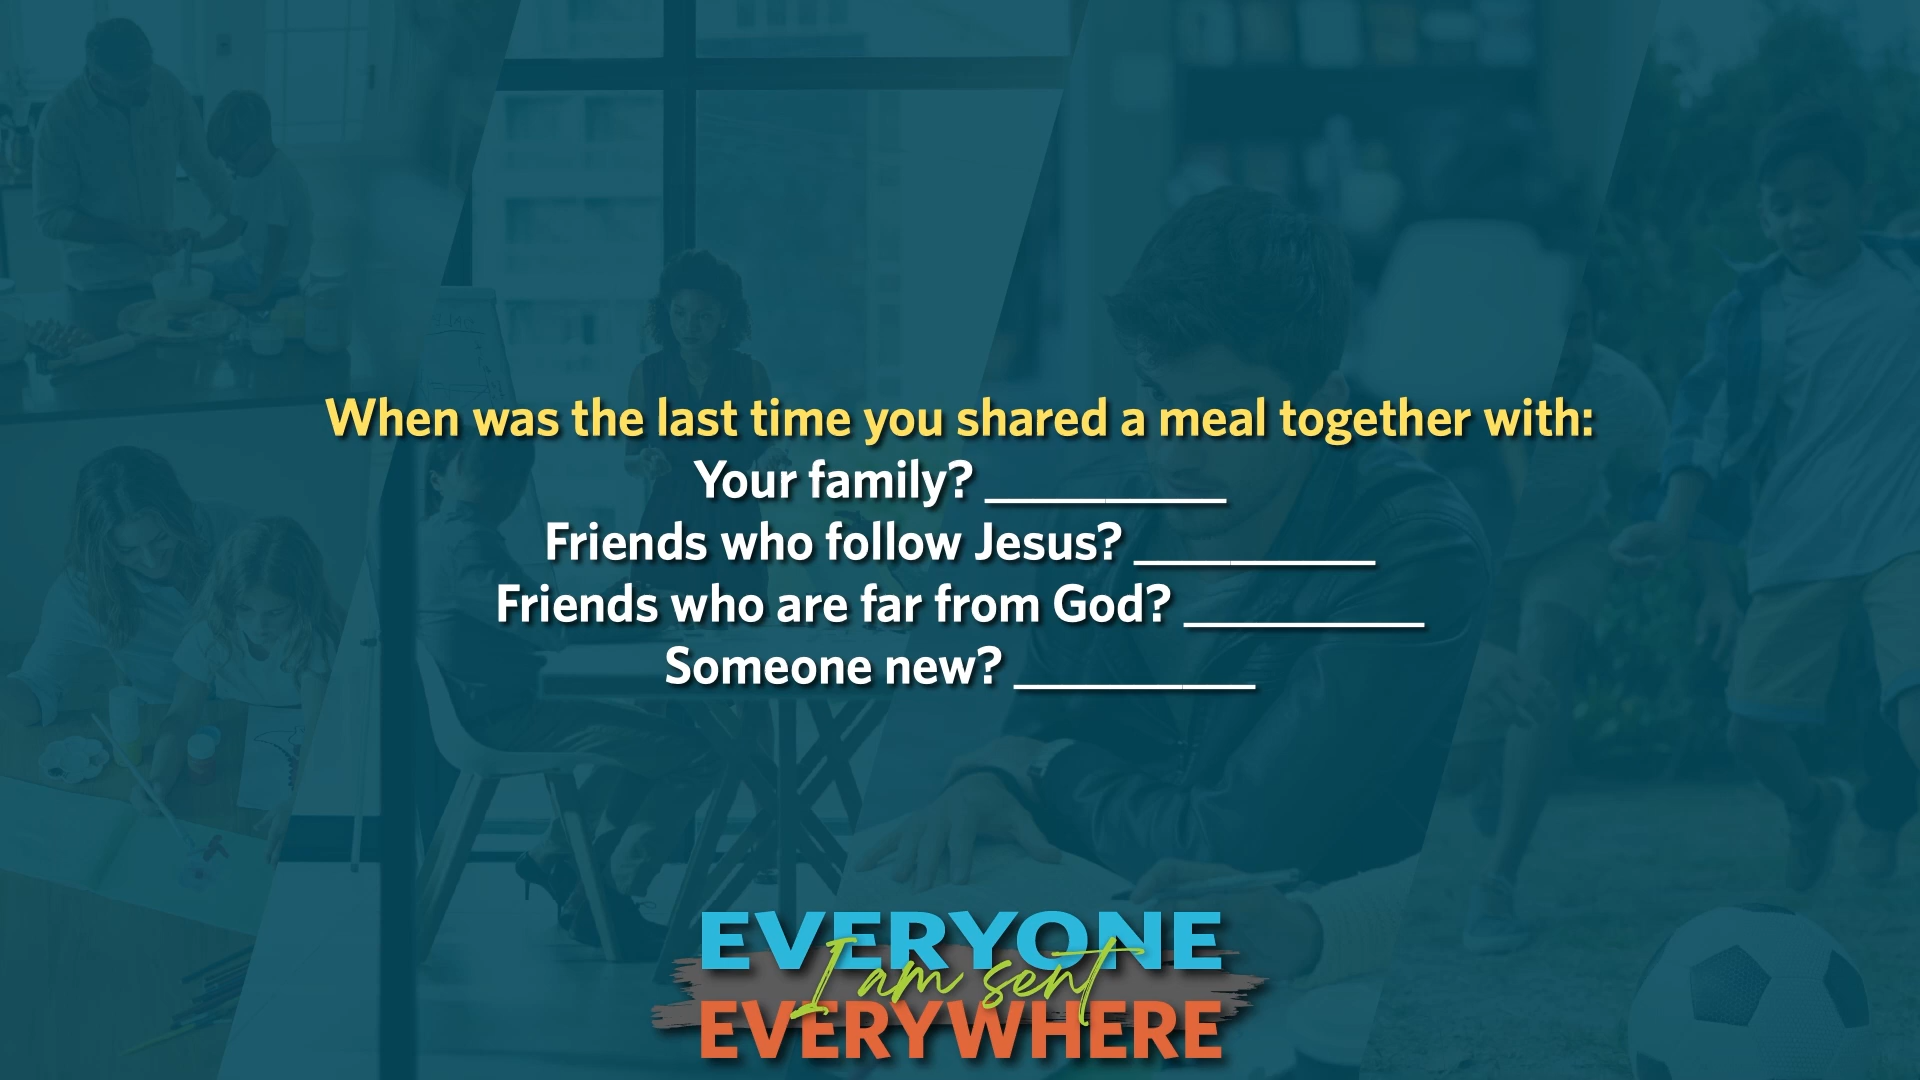 When was the last time you shared a meal together with:
Your family? __________
Friends who follow Jesus? __________
Friends who are far from God? __________
Someone new? __________
EVERYONE
I am sent
EVERYWHERE